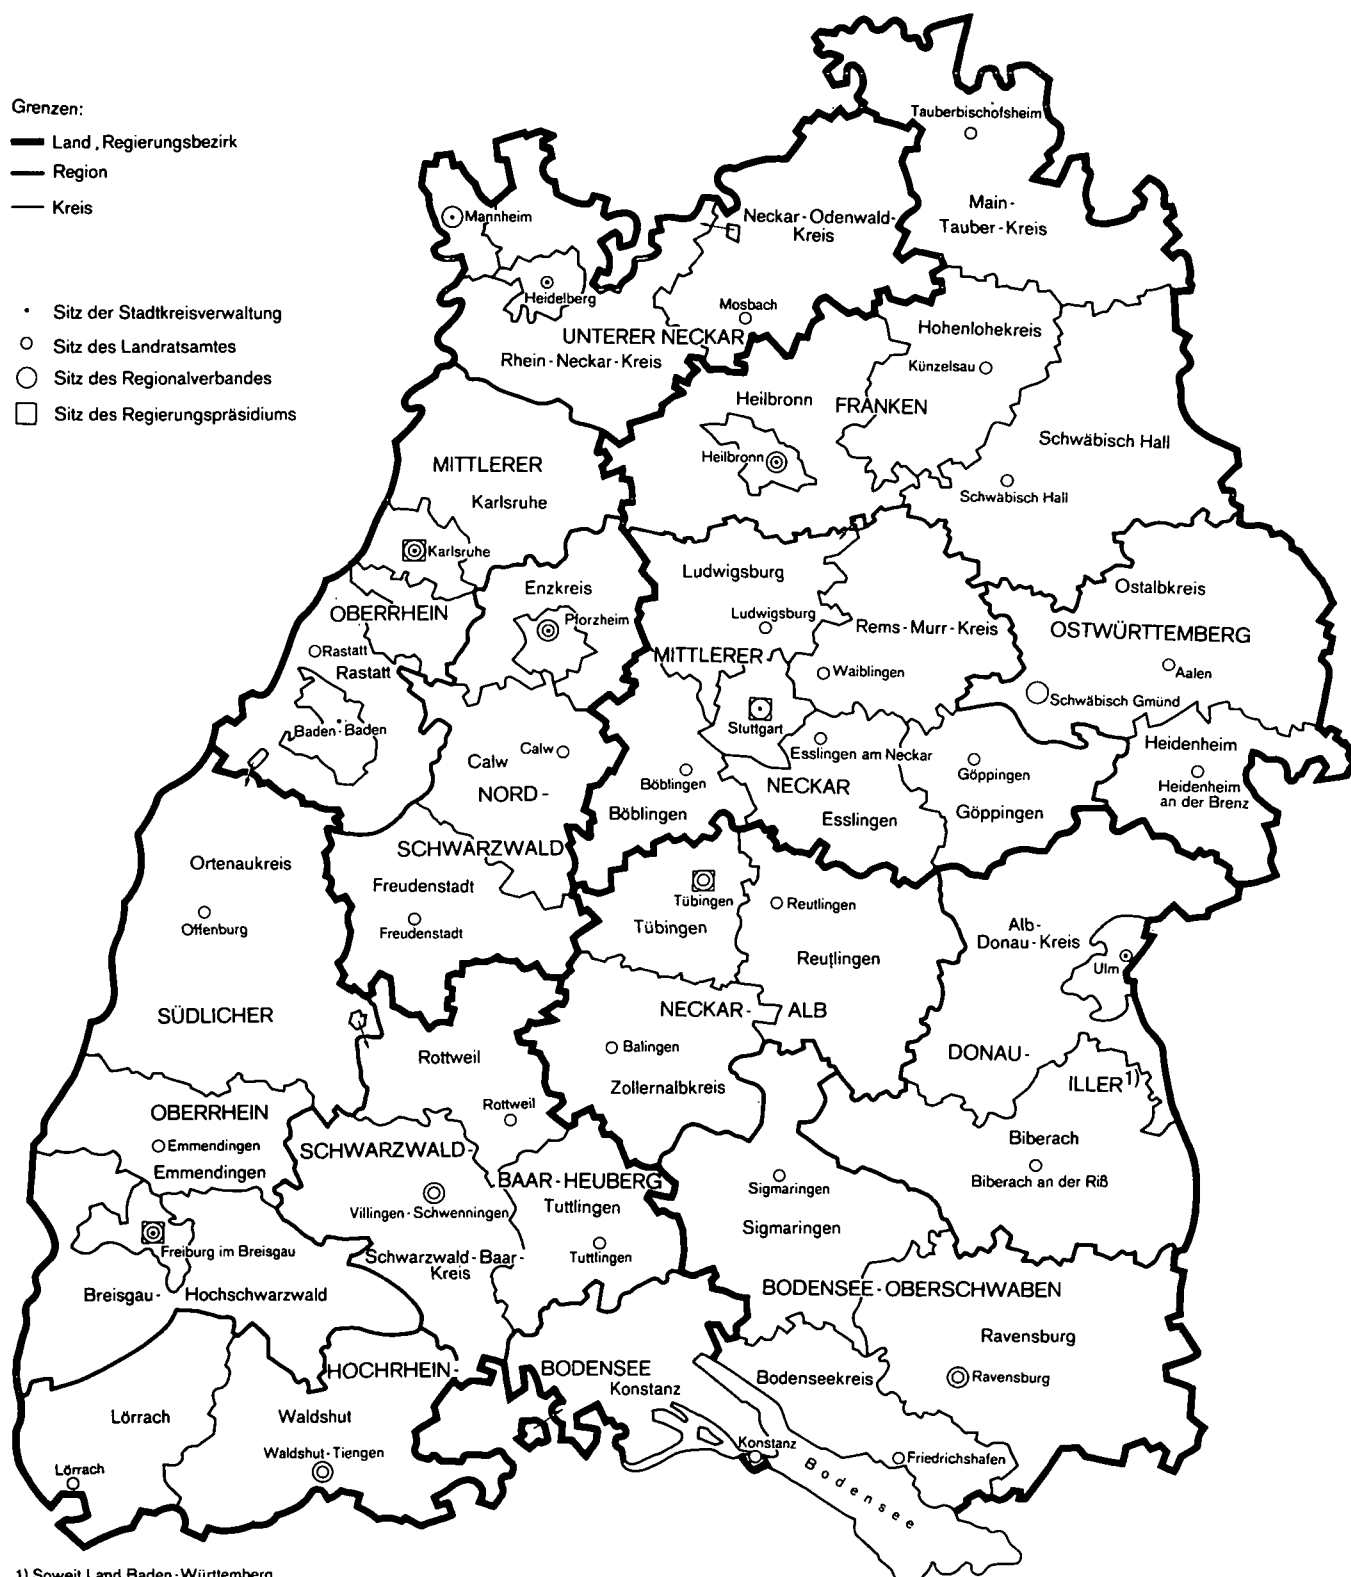 Grenzen:
Land, Regierungsbezirk
Region
Kreis
Sitz der Stadtkreisverwaltung
Sitz des Landratsamtes
Sitz des Regionalverbandes
Sitz des Regierungspräsidiums
Tauberbischofsheim
Main-
Tauber-Kreis
Mannheim
Neckar-Odenwald-
Kreis
Heidelberg
Mosbach
UNTERER NECKAR
Rhein-Neckar-Kreis
Hohenlohekreis
Künzelsau
Heilbronn
FRANKEN
Heilbronn
Schwäbisch Hall
Schwäbisch Hall
MITTLERER
Karlsruhe
Karlsruhe
OBERRHEIN
Rastatt
Rastatt
Baden-Baden
Enzkreis
Pforzheim
Ludwigsburg
Ludwigsburg
MITTLERER
Rems-Murr-Kreis
Waiblingen
Stuttgart
Ostalbkreis
OSTWÜRTTEMBERG
Aalen
Schwäbisch Gmünd
Heidenheim
Heidenheim
an der Brenz
Calw
Calw
NORD-
SCHWARZWALD
Freudenstadt
Freudenstadt
Böblingen
Böblingen
Esslingen am Neckar
NECKAR
Esslingen
Göppingen
Göppingen
Ortenaukreis
Offenburg
SÜDLICHER
Tübingen
Tübingen
Reutlingen
Reutlingen
NECKAR-ALB
Balingen
Zollernalbkreis
Alb-
Donau-Kreis
Ulm
DONAU-
ILLER1)
Biberach
Biberach an der Riß
Rottweil
Rottweil
OBERRHEIN
Emmendingen
Emmendingen
SCHWARZWALD-
BAAR-HEUBERG
Villingen-Schwenningen
Tuttlingen
Tuttlingen
Schwarzwald-Baar-
Kreis
Freiburg im Breisgau
Breisgau-Hochschwarzwald
Sigmaringen
Sigmaringen
BODENSEE-OBERSCHWABEN
Ravensburg
Ravensburg
Bodenseekreis
Friedrichshafen
HOCHRHEIN-
BODENSEE
Konstanz
Konstanz
Bodensee
Lörrach
Lörrach
Waldshut
Waldshut-Tiengen
1) Soweit Land Baden-Württemberg